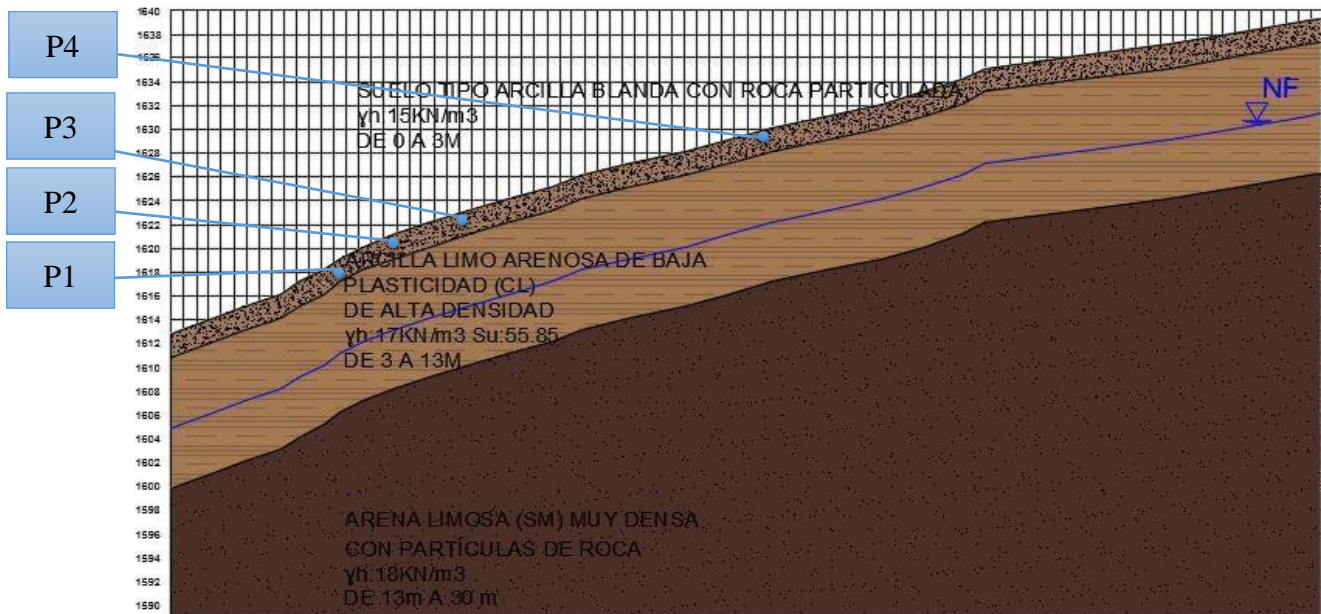 1640
1638
1636
1634
1632
1630
1628
1626
1624
1622
1620
1618
1616
1614
1612
1610
1608
1606
1604
1602
1600
1598
1596
1594
1592
1590
P4
P3
P2
P1
SUELO TIPO ARCILLA BLANDA CON ROCA PARTICULADA
γh:15KN/m3
DE 0 A 3M
NF
ARCILLA LIMO ARENOSA DE BAJA
PLASTICIDAD (CL)
DE ALTA DENSIDAD
γh:17KN/m3 Su:55.85
DE 3 A 13M
ARENA LIMOSA (SM) MUY DENSA
CON PARTÍCULAS DE ROCA
γh:18KN/m3
DE 13m A 30 m